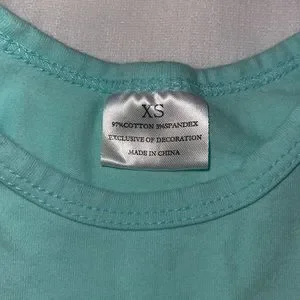 XS
97%COTTON 3%SPANDEX
EXCLUSIVE OF DECORATION
MADE IN CHINA